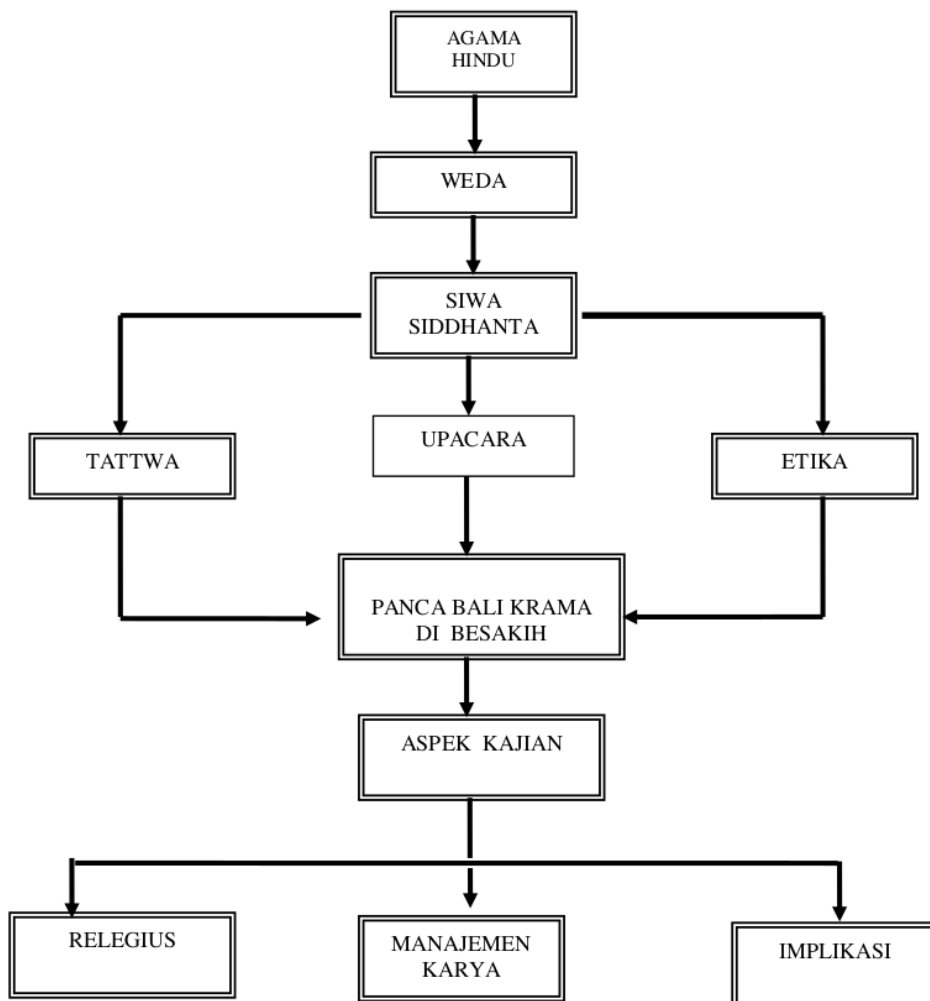 AGAMA
HINDU
WEDA
SIWA
SIDDHANTA
TATTWA
UPACARA
ETIKA
PANCA BALI KRAMA
DI BESAKIH
ASPEK KAJIAN
RELEGIUS
MANAJEMEN
KARYA
IMPLIKASI